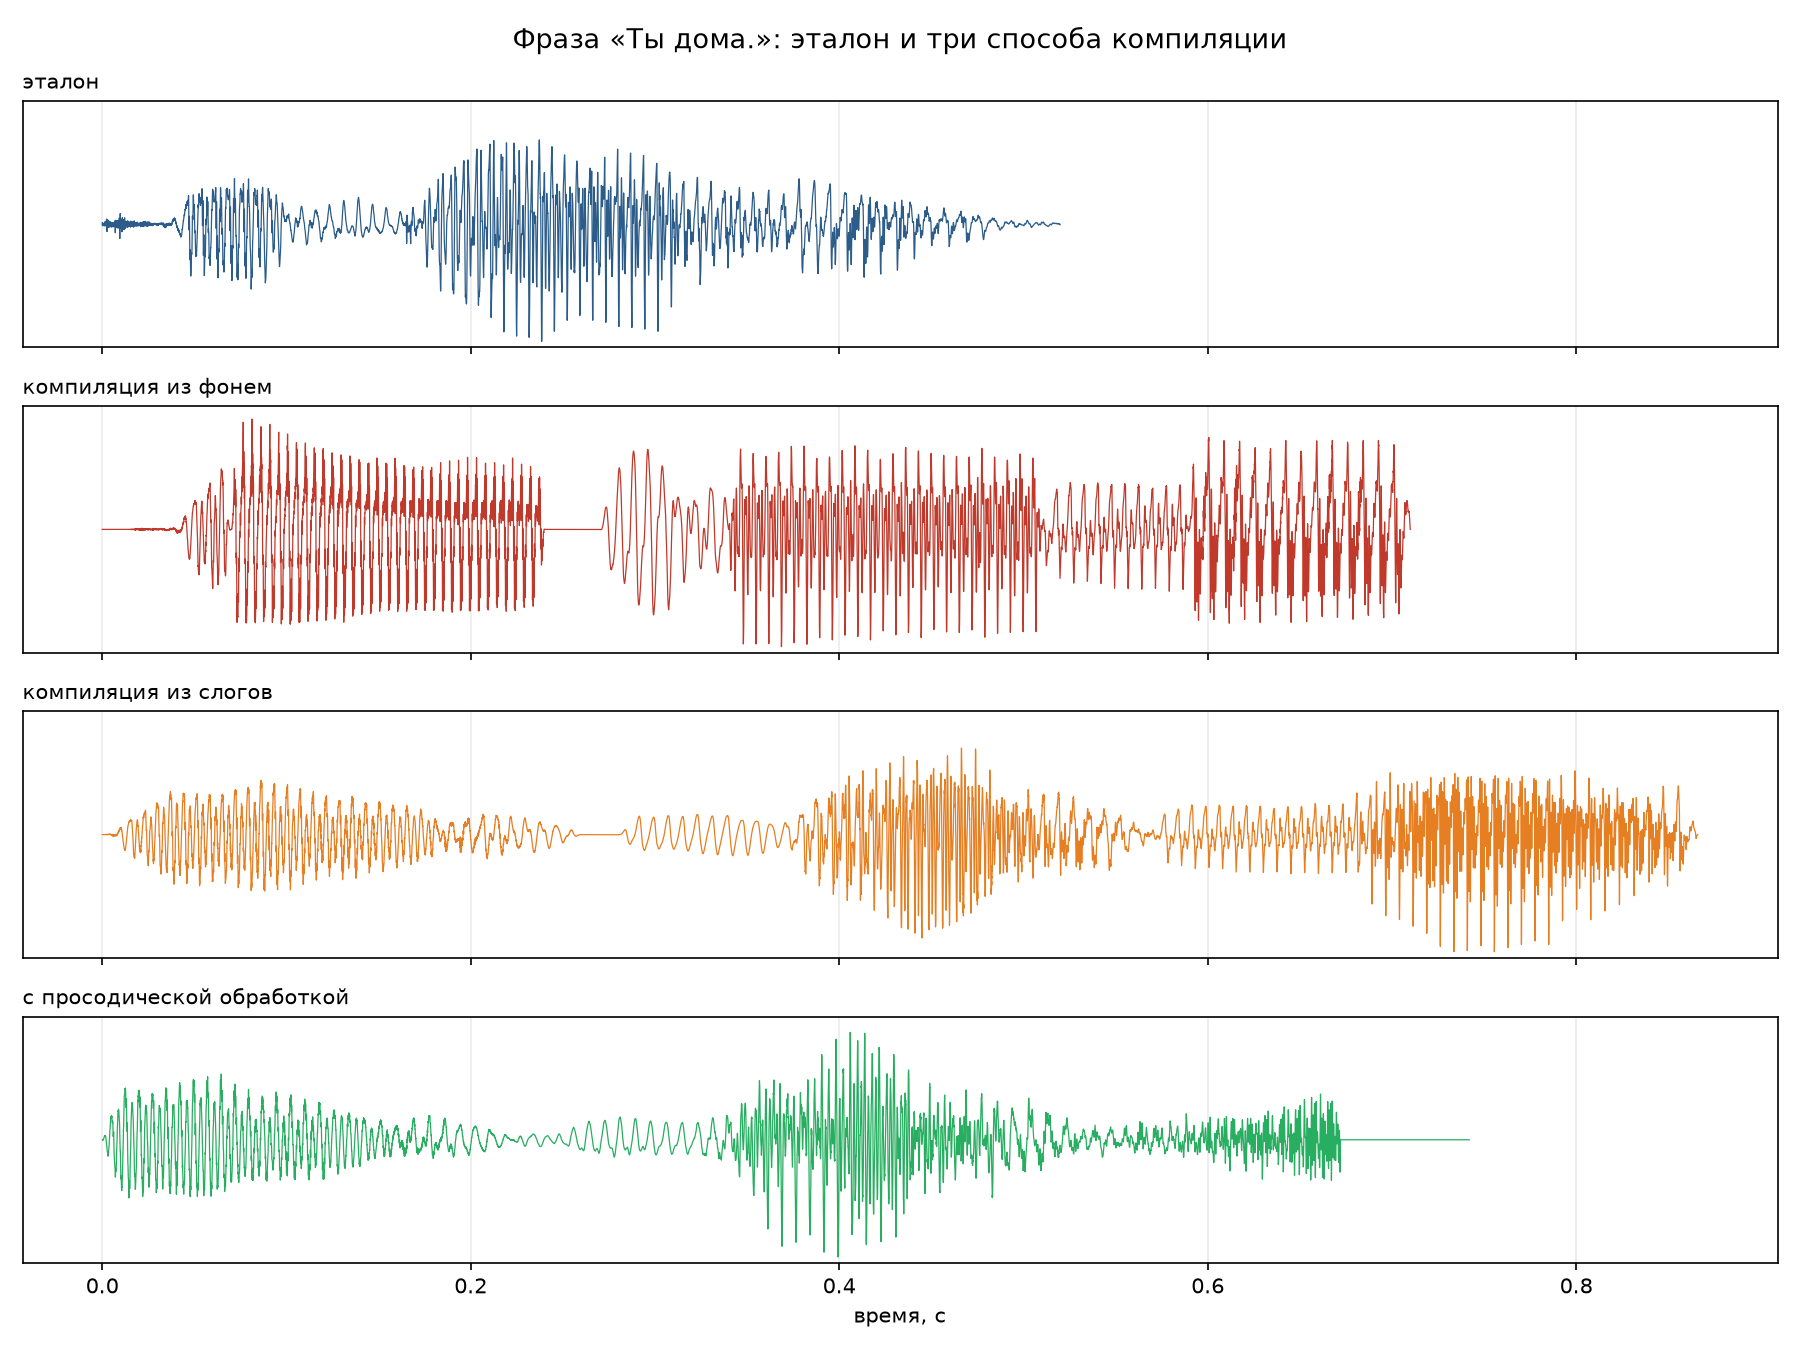 Фраза «Ты дома.»: эталон и три способа компиляции
эталон
компиляция из фонем
компиляция из слогов
с просодической обработкой
0.0 0.2 0.4 0.6 0.8
время, с